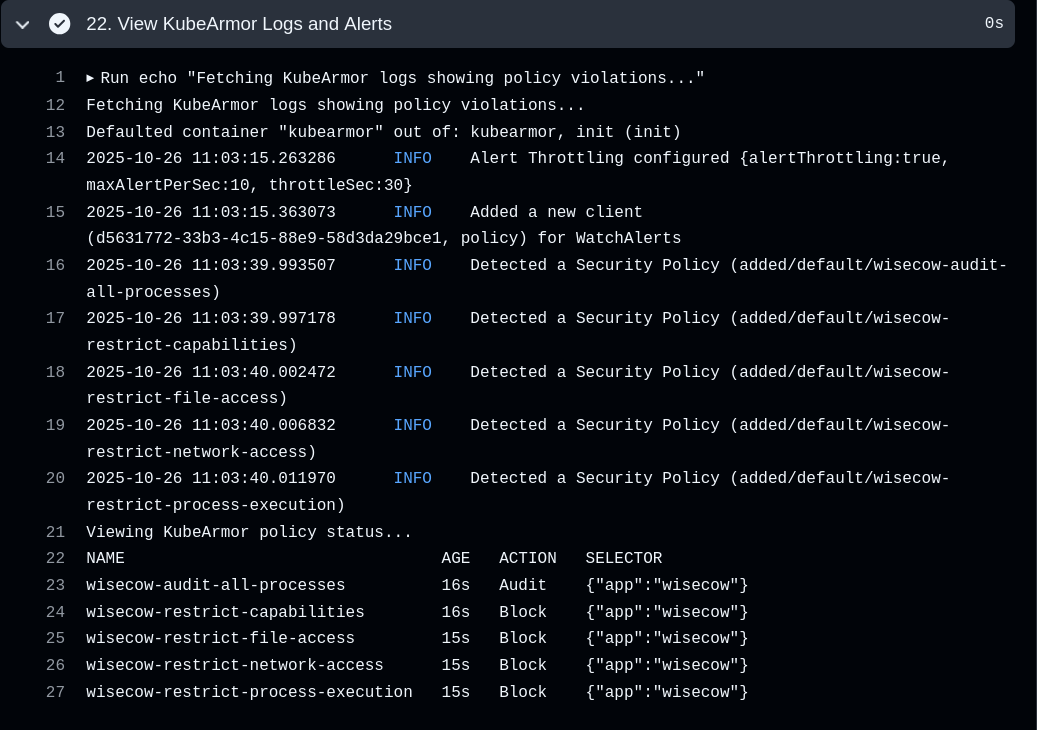 22. View KubeArmor Logs and Alerts 0s
1 ▸ Run echo "Fetching KubeArmor logs showing policy violations..."
12 Fetching KubeArmor logs showing policy violations...
13 Defaulted container "kubearmor" out of: kubearmor, init (init)
14 2025-10-26 11:03:15.263286 INFO Alert Throttling configured {alertThrottling:true,
maxAlertPerSec:10, throttleSec:30}
15 2025-10-26 11:03:15.363073 INFO Added a new client
(d5631772-33b3-4c15-88e9-58d3da29bce1, policy) for WatchAlerts
16 2025-10-26 11:03:39.993507 INFO Detected a Security Policy (added/default/wisecow-audit-
all-processes)
17 2025-10-26 11:03:39.997178 INFO Detected a Security Policy (added/default/wisecow-
restrict-capabilities)
18 2025-10-26 11:03:40.002472 INFO Detected a Security Policy (added/default/wisecow-
restrict-file-access)
19 2025-10-26 11:03:40.006832 INFO Detected a Security Policy (added/default/wisecow-
restrict-network-access)
20 2025-10-26 11:03:40.011970 INFO Detected a Security Policy (added/default/wisecow-
restrict-process-execution)
21 Viewing KubeArmor policy status...
22 NAME AGE ACTION SELECTOR
23 wisecow-audit-all-processes 16s Audit {"app":"wisecow"}
24 wisecow-restrict-capabilities 16s Block {"app":"wisecow"}
25 wisecow-restrict-file-access 15s Block {"app":"wisecow"}
26 wisecow-restrict-network-access 15s Block {"app":"wisecow"}
27 wisecow-restrict-process-execution 15s Block {"app":"wisecow"}